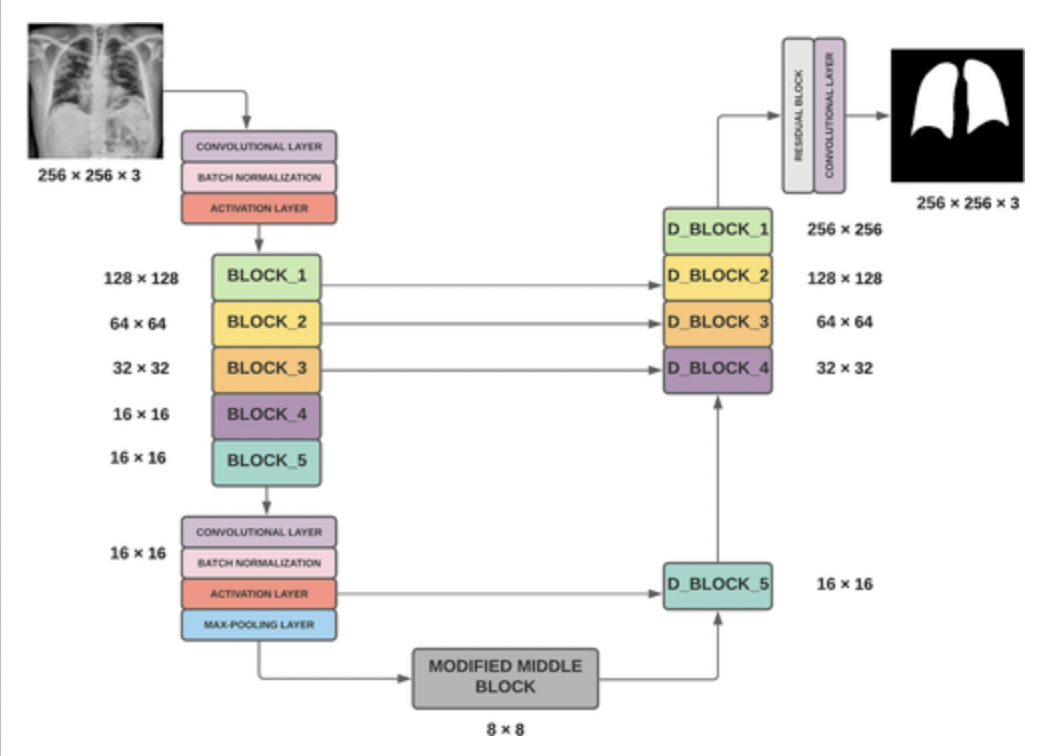 256 × 256 × 3
CONVOLUTIONAL LAYER
BATCH NORMALIZATION
ACTIVATION LAYER
128 × 128
BLOCK_1
64 × 64
BLOCK_2
32 × 32
BLOCK_3
16 × 16
BLOCK_4
16 × 16
BLOCK_5
16 × 16
CONVOLUTIONAL LAYER
BATCH NORMALIZATION
ACTIVATION LAYER
MAX-POOLING LAYER
MODIFIED MIDDLE
BLOCK
8 × 8
D_BLOCK_5
16 × 16
D_BLOCK_1
256 × 256
D_BLOCK_2
128 × 128
D_BLOCK_3
64 × 64
D_BLOCK_4
32 × 32
RESIDUAL BLOCK
CONVOLUTIONAL LAYER
256 × 256 × 3